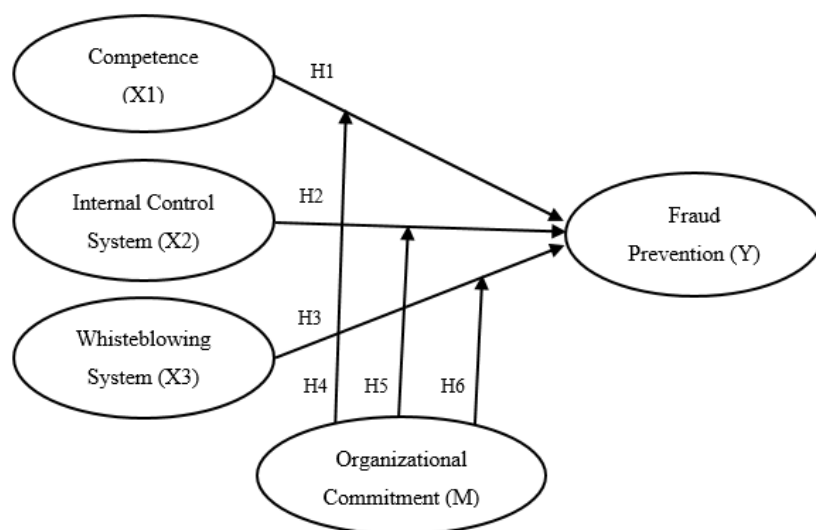 Competence
(X1)
H1
Internal Control
System (X2)
H2
Fraud
Prevention (Y)
Whisteblowing
System (X3)
H3
H4
H5
H6
Organizational
Commitment (M)